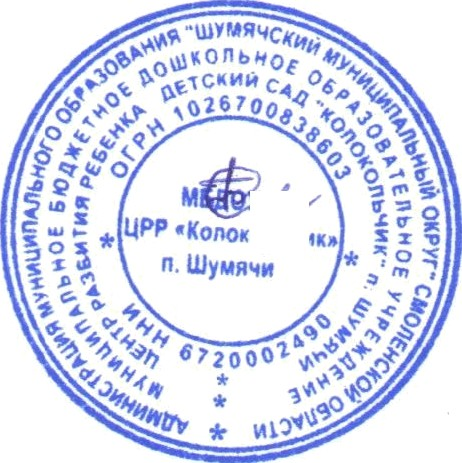 АДМИНИСТРАЦИЯ МУНИЦИПАЛЬНОГО ОБРАЗОВАНИЯ "ШУМЯЧСКИЙ МУНИЦИПАЛЬНЫЙ ОКРУГ" СМОЛЕНСКОЙ ОБЛАСТИ *
МУНИЦИПАЛЬНОЕ БЮДЖЕТНОЕ ДОШКОЛЬНОЕ ОБРАЗОВАТЕЛЬНОЕ УЧРЕЖДЕНИЕ *
ЦЕНТР РАЗВИТИЯ РЕБЕНКА ДЕТСКИЙ САД "КОЛОКОЛЬЧИК" П. ШУМЯЧИ *
* ОГРН 1026700838603 *
ИНН 6720002490
ЦРР «Колок ик»
п. Шумячи